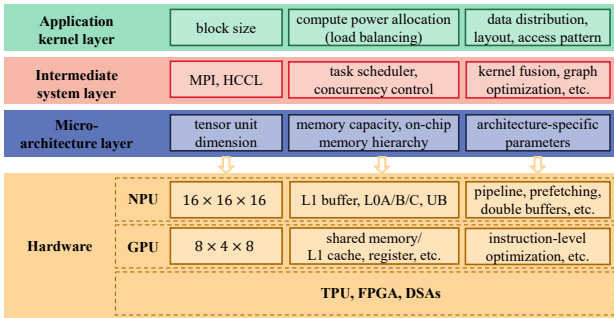 Application
kernel layer
block size
compute power allocation
(load balancing)
data distribution,
layout, access pattern
Intermediate
system layer
MPI, HCCL
task scheduler,
concurrency control
kernel fusion, graph
optimization, etc.
Micro-
architecture layer
tensor unit
dimension
memory capacity, on-chip
memory hierarchy
architecture-specific
parameters
Hardware
NPU
16 × 16 × 16
L1 buffer, L0A/B/C, UB
pipeline, prefetching,
double buffers, etc.
GPU
8 × 4 × 8
shared memory/
L1 cache, register, etc.
instruction-level
optimization, etc.
TPU, FPGA, DSAs